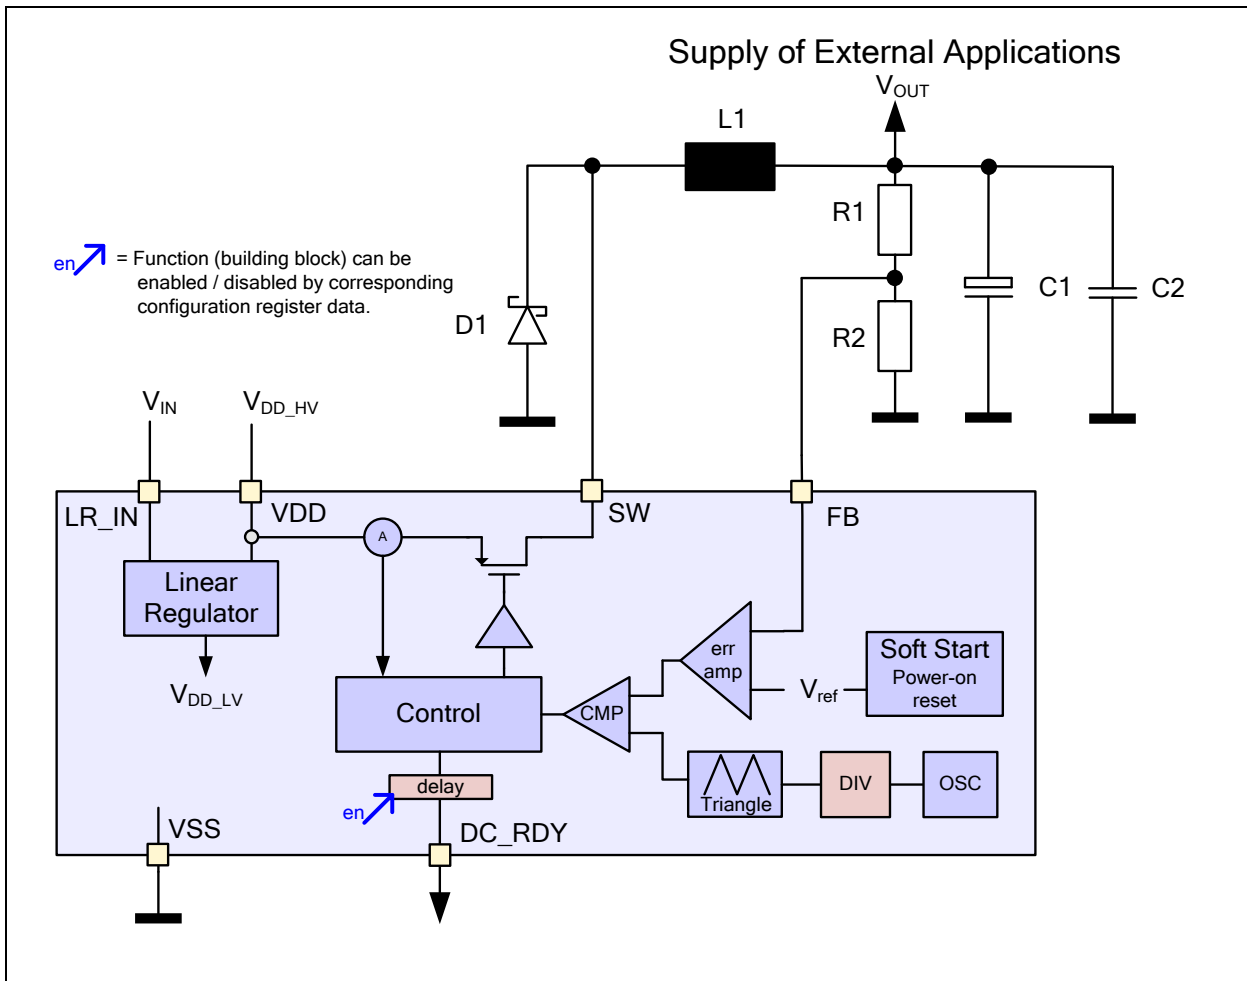 Supply of External Applications
VOUT
L1
R1
en = Function (building block) can be
enabled / disabled by corresponding
configuration register data.
C1
C2
D1
R2
VIN
VDD_HV
LR_IN
VDD
SW
FB
A
Linear
Regulator
err
amp
Soft Start
Power-on
reset
Vref
VDD_LV
Control
CMP
delay
Triangle
DIV
OSC
en
VSS
DC_RDY